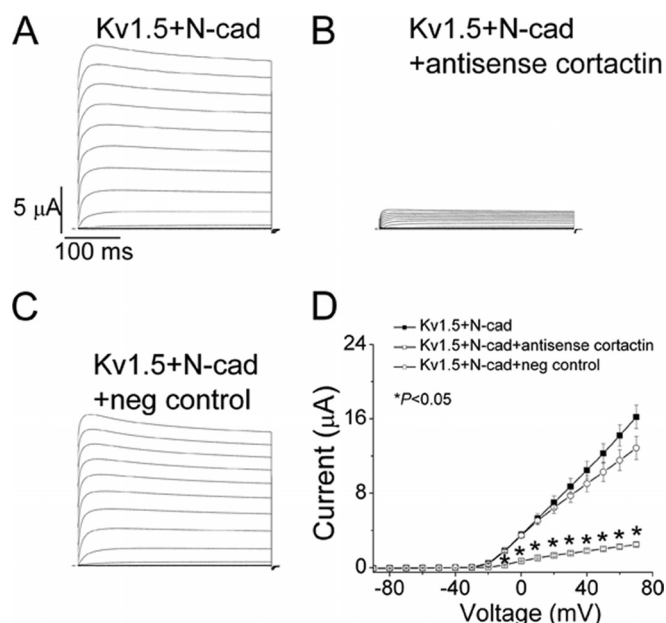 A
Kv1.5+N-cad
5 µA
100 ms
B
Kv1.5+N-cad
+antisense cortactin
C
Kv1.5+N-cad
+neg control
D
Kv1.5+N-cad
Kv1.5+N-cad+antisense cortactin
Kv1.5+N-cad+neg control
*P<0.05
24
16
8
0
Current (µA)
* * * * * * * * *
-80 -40 0 40 80
Voltage (mV)